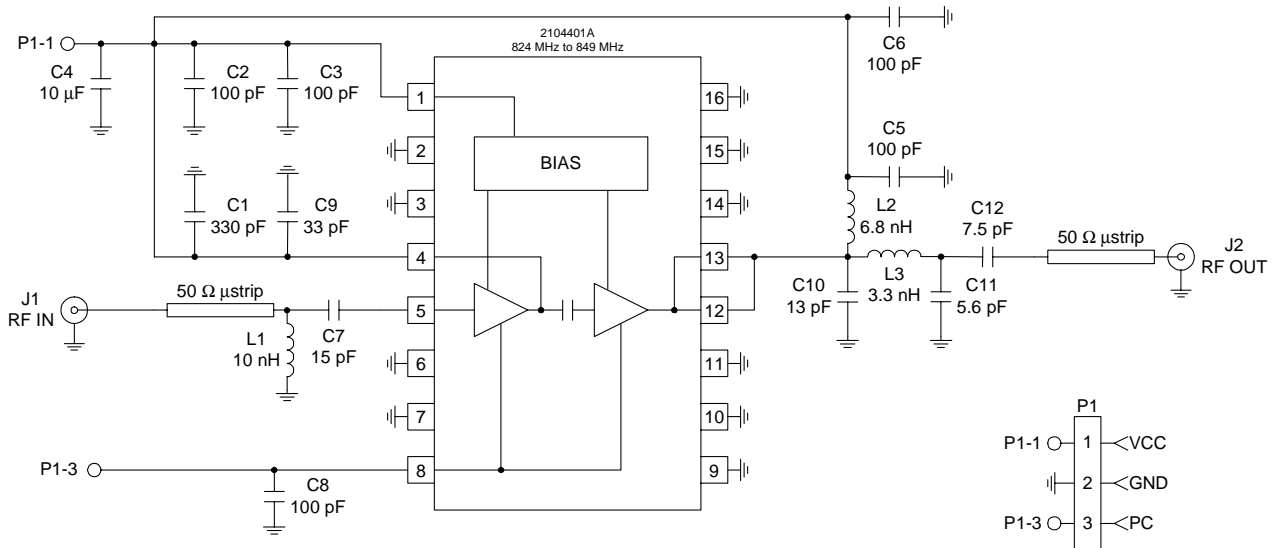 2104401A
824 MHz to 849 MHz
P1-1
C4
10 μF
C2
100 pF
C3
100 pF
C6
100 pF
1
16
2
BIAS
15
C5
100 pF
3
14
C1
330 pF
C9
33 pF
L2
6.8 nH
C12
7.5 pF
4
13
50 Ω μstrip
J2
RF OUT
J1
RF IN
50 Ω μstrip
L1
10 nH
C7
15 pF
5
12
C10
13 pF
L3
3.3 nH
C11
5.6 pF
6
11
7
10
P1-3
8
9
C8
100 pF
P1
P1-1
1
VCC
2
GND
P1-3
3
PC